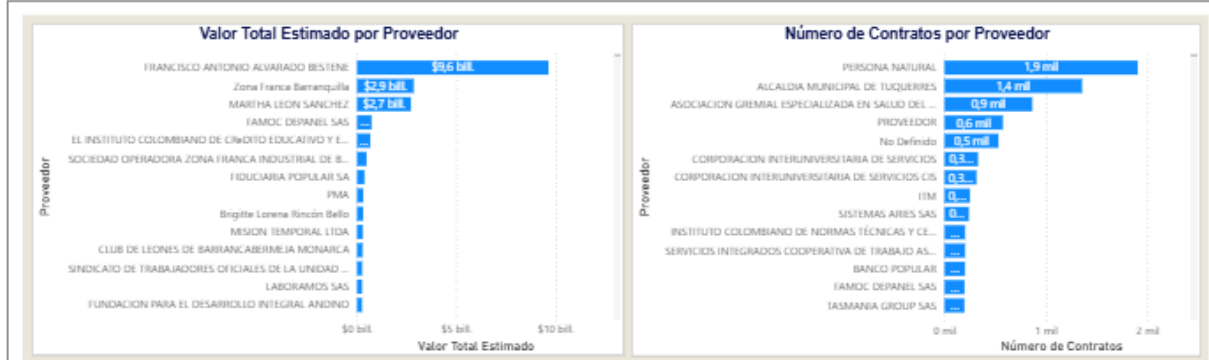 Valor Total Estimado por Proveedor
FRANCISCO ANTONIO ALVARADO BESTENE
$9,6 bill.
Zona Franca Barranquilla
$2,9 bill.
MARTHA LEON SANCHEZ
$2,7 bill.
FAMOC DEPANEL SAS
...
EL INSTITUTO COLOMBIANO DE CReDITO EDUCATIVO Y E...
...
SOCIEDAD OPERADORA ZONA FRANCA INDUSTRIAL DE B...
FIDUCIARIA POPULAR SA
PMA
Brigitte Lorena Rincón Bello
MISION TEMPORAL LTDA
CLUB DE LEONES DE BARRANCABERMEJA MONARCA
SINDICATO DE TRABAJADORES OFICIALES DE LA UNIDAD ...
LABORAMOS SAS
FUNDACION PARA EL DESARROLLO INTEGRAL ANDINO
Proveedor
$0 bill.
$5 bill.
$10 bill.
Valor Total Estimado
Número de Contratos por Proveedor
PERSONA NATURAL
1,9 mil
ALCALDIA MUNICIPAL DE TUQUERRES
1,4 mil
ASOCIACION GREMIAL ESPECIALIZADA EN SALUD DEL ...
0,9 mil
PROVEEDOR
0,6 mil
No Definido
0,5 mil
CORPORACION INTERUNIVERSITARIA DE SERVICIOS
0,3...
CORPORACION INTERUNIVERSITARIA DE SERVICIOS CIS
0,3...
ITM
0,...
SISTEMAS ARIES SAS
0...
INSTITUTO COLOMBIANO DE NORMAS TÉCNICAS Y CE...
...
SERVICIOS INTEGRADOS COOPERATIVA DE TRABAJO AS...
...
BANCO POPULAR
...
FAMOC DEPANEL SAS
...
TASMANIA GROUP SAS
...
Proveedor
0 mil
1 mil
2 mil
Número de Contratos